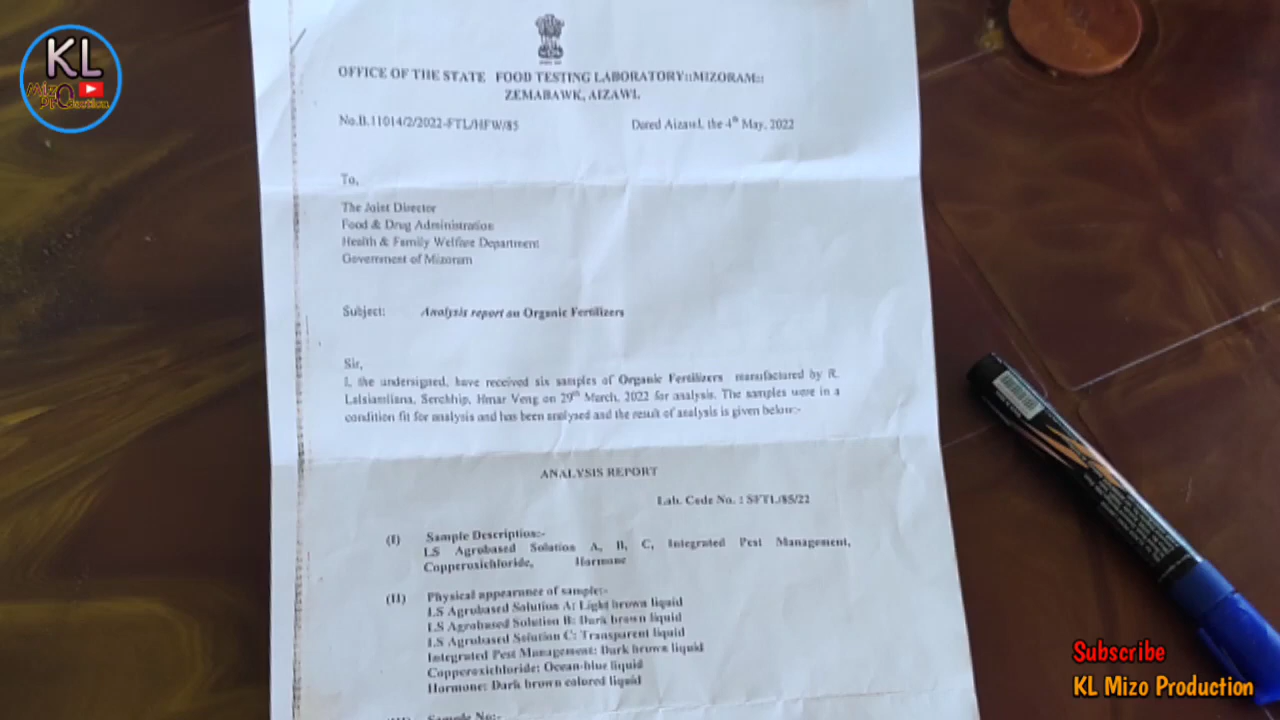 KL
Mizo
Production
OFFICE OF THE STATE FOOD TESTING LABORATORY::MIZORAM::
ZEMABAWK, AIZAWL
No.B.11014/2/2022-FTL/HFW/85
Dated Aizawl, the 4th May, 2022
To,
The Joint Director
Food & Drug Administration
Health & Family Welfare Department
Government of Mizoram
Subject: Analysis report on Organic Fertilizers
Sir,
I, the undersigned, have received six samples of Organic Fertilizers manufactured by R.
Lalsiamliana, Serchhip, Hmar Veng on 29th March, 2022 for analysis. The samples were in a
condition fit for analysis and has been analysed and the result of analysis is given below:-
ANALYSIS REPORT
Lab. Code No. : SFTL/85/22
(I) Sample Description:-
LS Agrobased Solution A, B, C, Integrated Pest Management,
Copperoxichloride, Hormone
(II) Physical appearance of sample:-
LS Agrobased Solution A: Light brown liquid
LS Agrobased Solution B: Dark brown liquid
LS Agrobased Solution C: Transparent liquid
Integrated Pest Management: Dark brown liquid
Copperoxichloride: Ocean-blue liquid
Hormone: Dark brown colored liquid
Sample No:-
Subscribe
KL Mizo Production